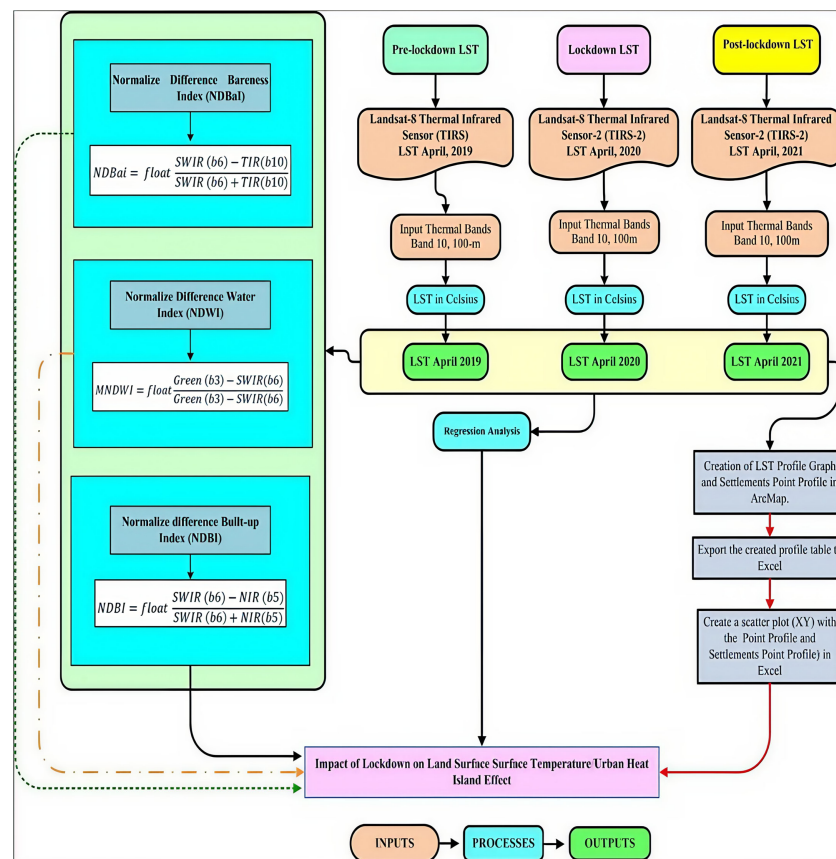 Normalize Difference Bareness
Index (NDBaI)
NDBai = float SWIR (b6) − TIR(b10) / SWIR (b6) + TIR(b10)
Normalize Difference Water
Index (NDWI)
MNDWI = float Green (b3) − SWIR(b6) / Green (b3) − SWIR(b6)
Normalize difference Built-up
Index (NDBI)
NDBI = float SWIR (b6) − NIR (b5) / SWIR (b6) + NIR(b5)
Pre-lockdown LST
Landsat-8 Thermal Infrared
Sensor (TIRS)
LST April, 2019
Input Thermal Bands
Band 10, 100-m
LST in Celsius
LST April 2019
Lockdown LST
Landsat-8 Thermal Infrared
Sensor-2 (TIRS-2)
LST April, 2020
Input Thermal Bands
Band 10, 100m
LST in Celsius
LST April 2020
Post-lockdown LST
Landsat-8 Thermal Infrared
Sensor-2 (TIRS-2)
LST April, 2021
Input Thermal Bands
Band 10, 100m
LST in Celsius
LST April 2021
Regression Analysis
Creation of LST Profile Graph
and Settlements Point Profile in
ArcMap.
Export the created profile table t
Excel
Create a scatter plot (XY) with
the Point Profile and
Settlements Point Profile) in
Excel
Impact of Lockdown on Land Surface Surface Temperature/Urban Heat
Island Effect
INPUTS
PROCESSES
OUTPUTS